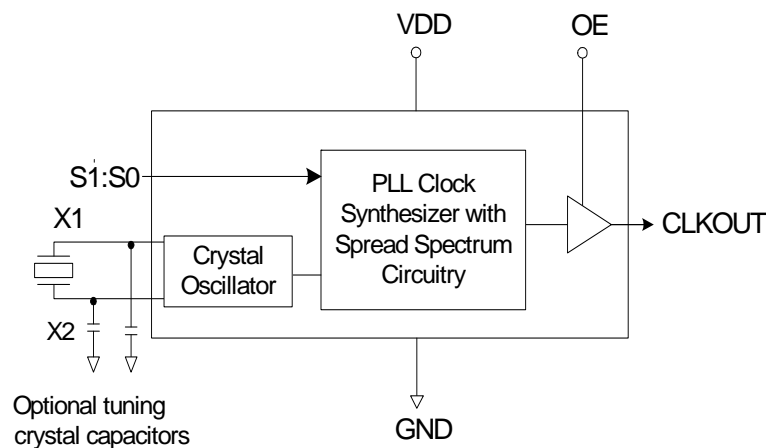 VDD
OE
S1:S0
PLL Clock
Synthesizer with
Spread Spectrum
Circuitry
CLKOUT
X1
Crystal
Oscillator
X2
Optional tuning
crystal capacitors
GND